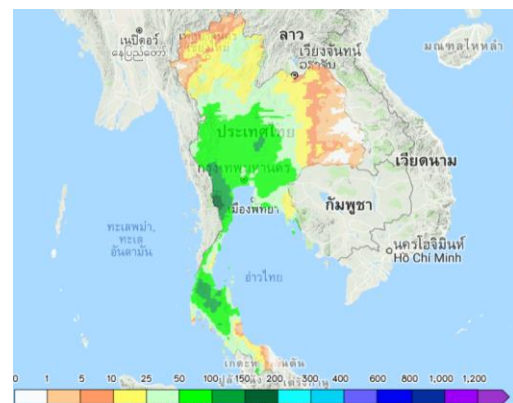 เนปิดอว์
နေပြည်တော်
ลาว
เวียงจันทน์
มณฑลไหหลำ
ประเทศไทย
กรุงเทพมหานคร
เวียดนาม
เมืองพัทยา
กัมพูชา
ทะเลพม่า,
ทะเล
อันดามัน
อ่าวไทย
นครโฮจิมินห์
Hồ Chí Minh
0 1 5 10 25 50 100 150 200 300 400 600 800 1,000 1,200